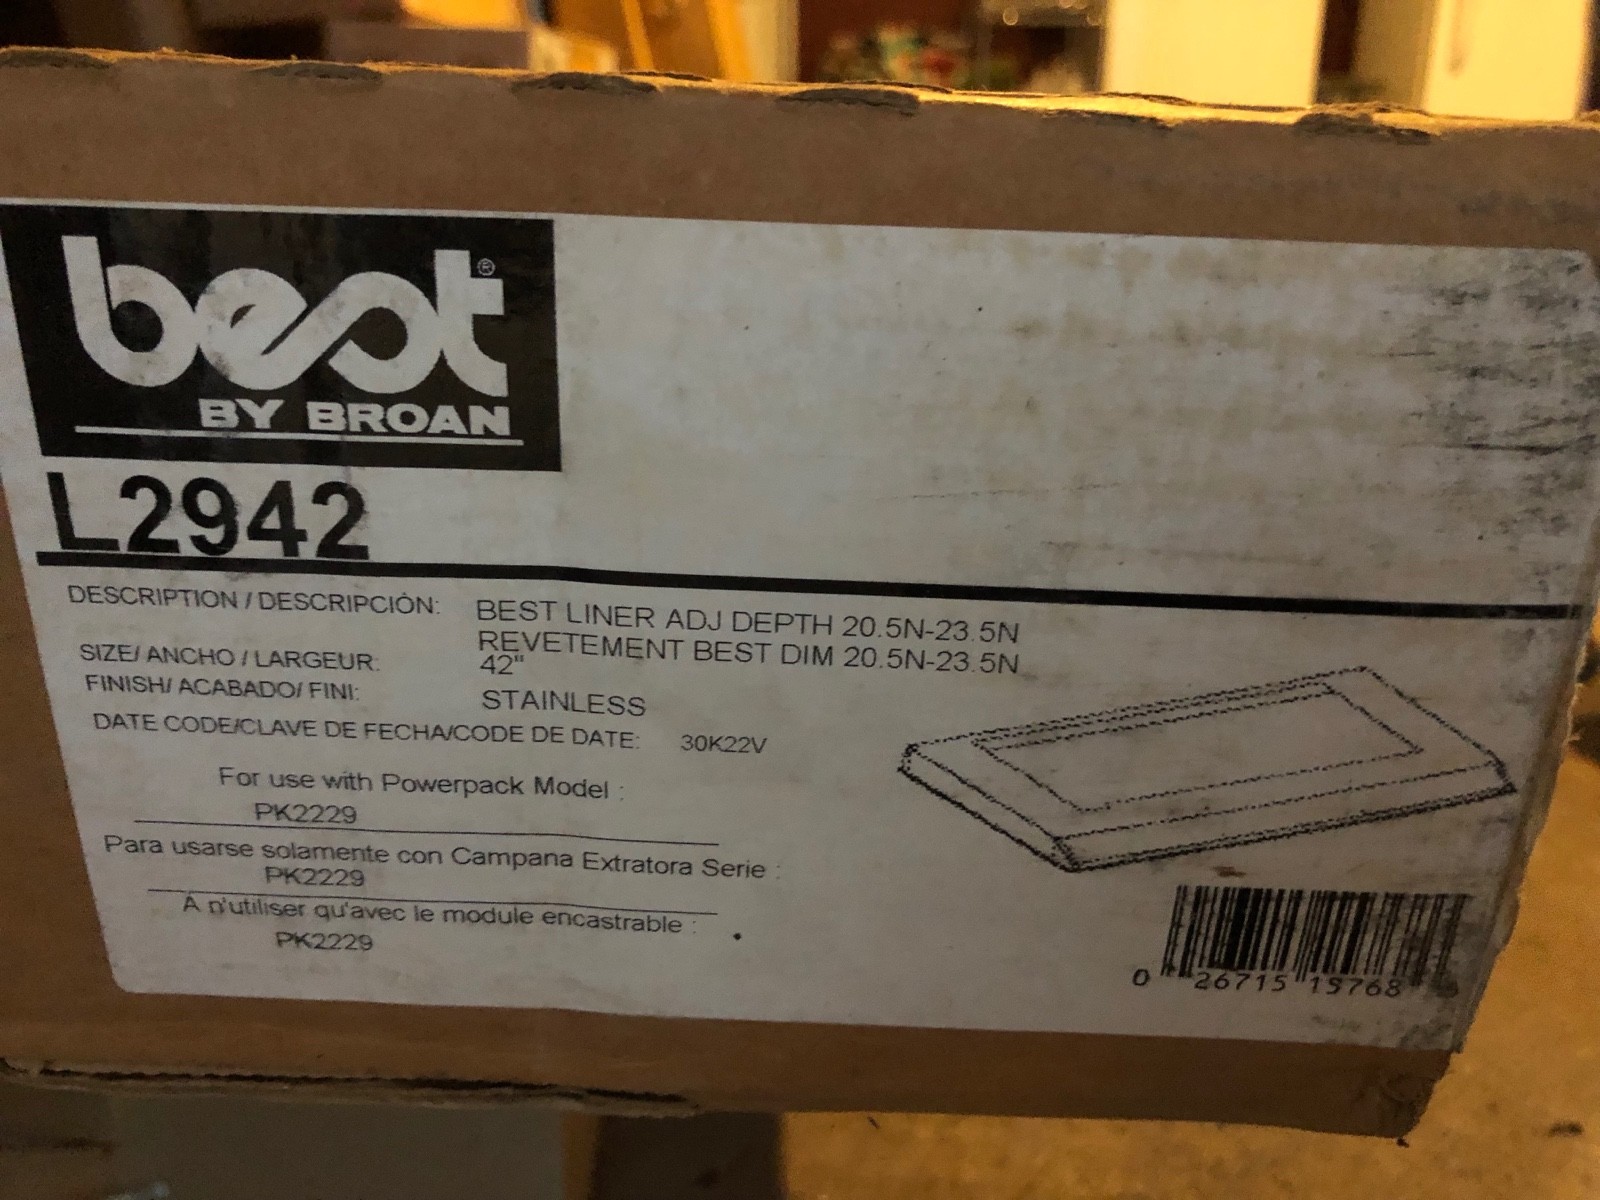 best®
BY BROAN
L2942
DESCRIPTION / DESCRIPCIÓN: BEST LINER ADJ DEPTH 20.5N-23.5N
REVETEMENT BEST DIM 20.5N-23.5N
SIZE/ ANCHO / LARGEUR: 42"
FINISH/ ACABADO/ FINI: STAINLESS
DATE CODE/CLAVE DE FECHA/CODE DE DATE: 30K22V
For use with Powerpack Model :
PK2229
Para usarse solamente con Campana Extratora Serie :
PK2229
À n'utiliser qu'avec le module encastrable :
PK2229
0 26715